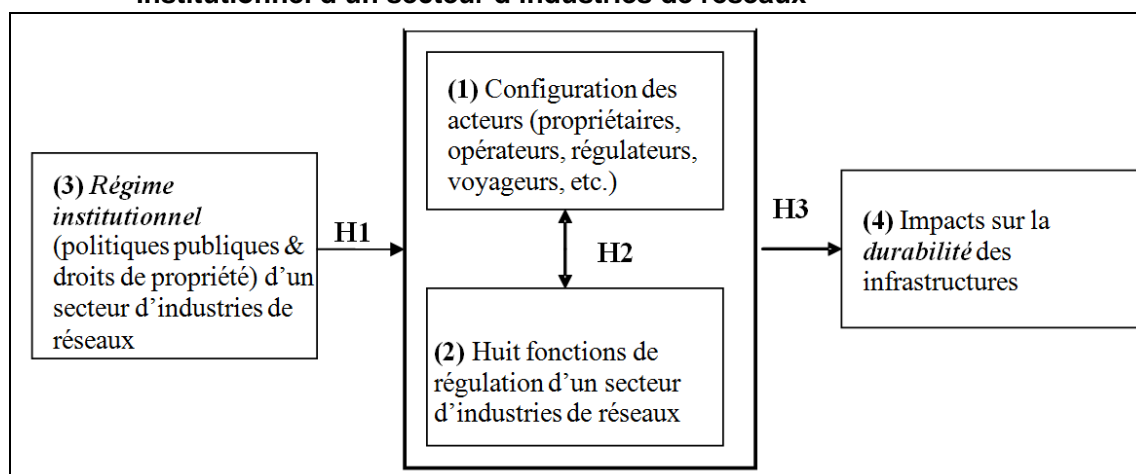 institutionnel d'un secteur d'industries de réseaux
(3) Régime
institutionnel
(politiques publiques &
droits de propriété) d'un
secteur d'industries de
réseaux
H1
(1) Configuration des
acteurs (propriétaires,
opérateurs, régulateurs,
voyageurs, etc.)
H2
(2) Huit fonctions de
régulation d'un secteur
d'industries de réseaux
H3
(4) Impacts sur la
durabilité des
infrastructures